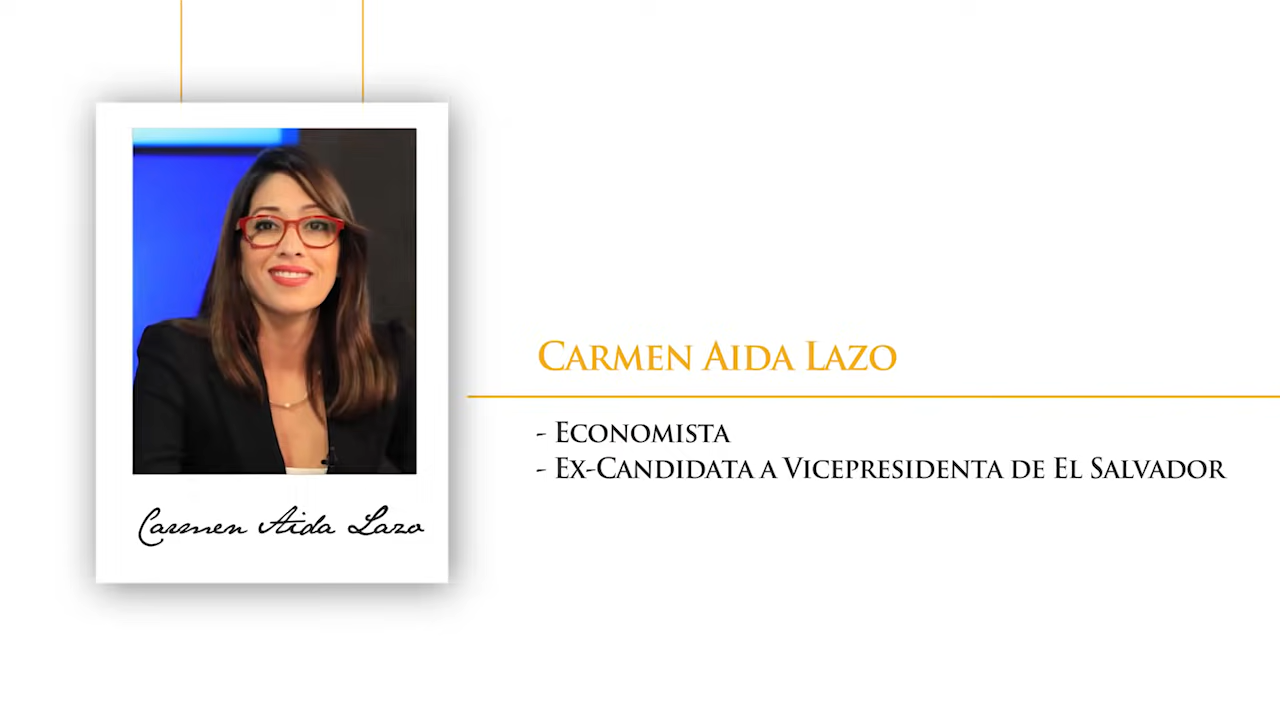 Carmen Aida Lazo
Carmen Aida Lazo
- Economista
- Ex-Candidata a Vicepresidenta de El Salvador